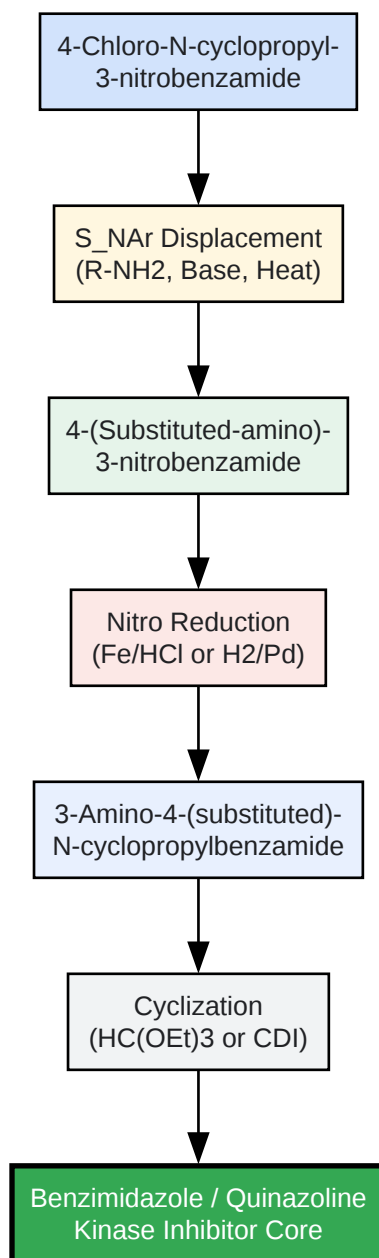 4-Chloro-N-cyclopropyl-
3-nitrobenzamide
S_NAr Displacement
(R-NH2, Base, Heat)
4-(Substituted-amino)-
3-nitrobenzamide
Nitro Reduction
(Fe/HCl or H2/Pd)
3-Amino-4-(substituted)-
N-cyclopropylbenzamide
Cyclization
(HC(OEt)3 or CDI)
Benzimidazole / Quinazoline
Kinase Inhibitor Core